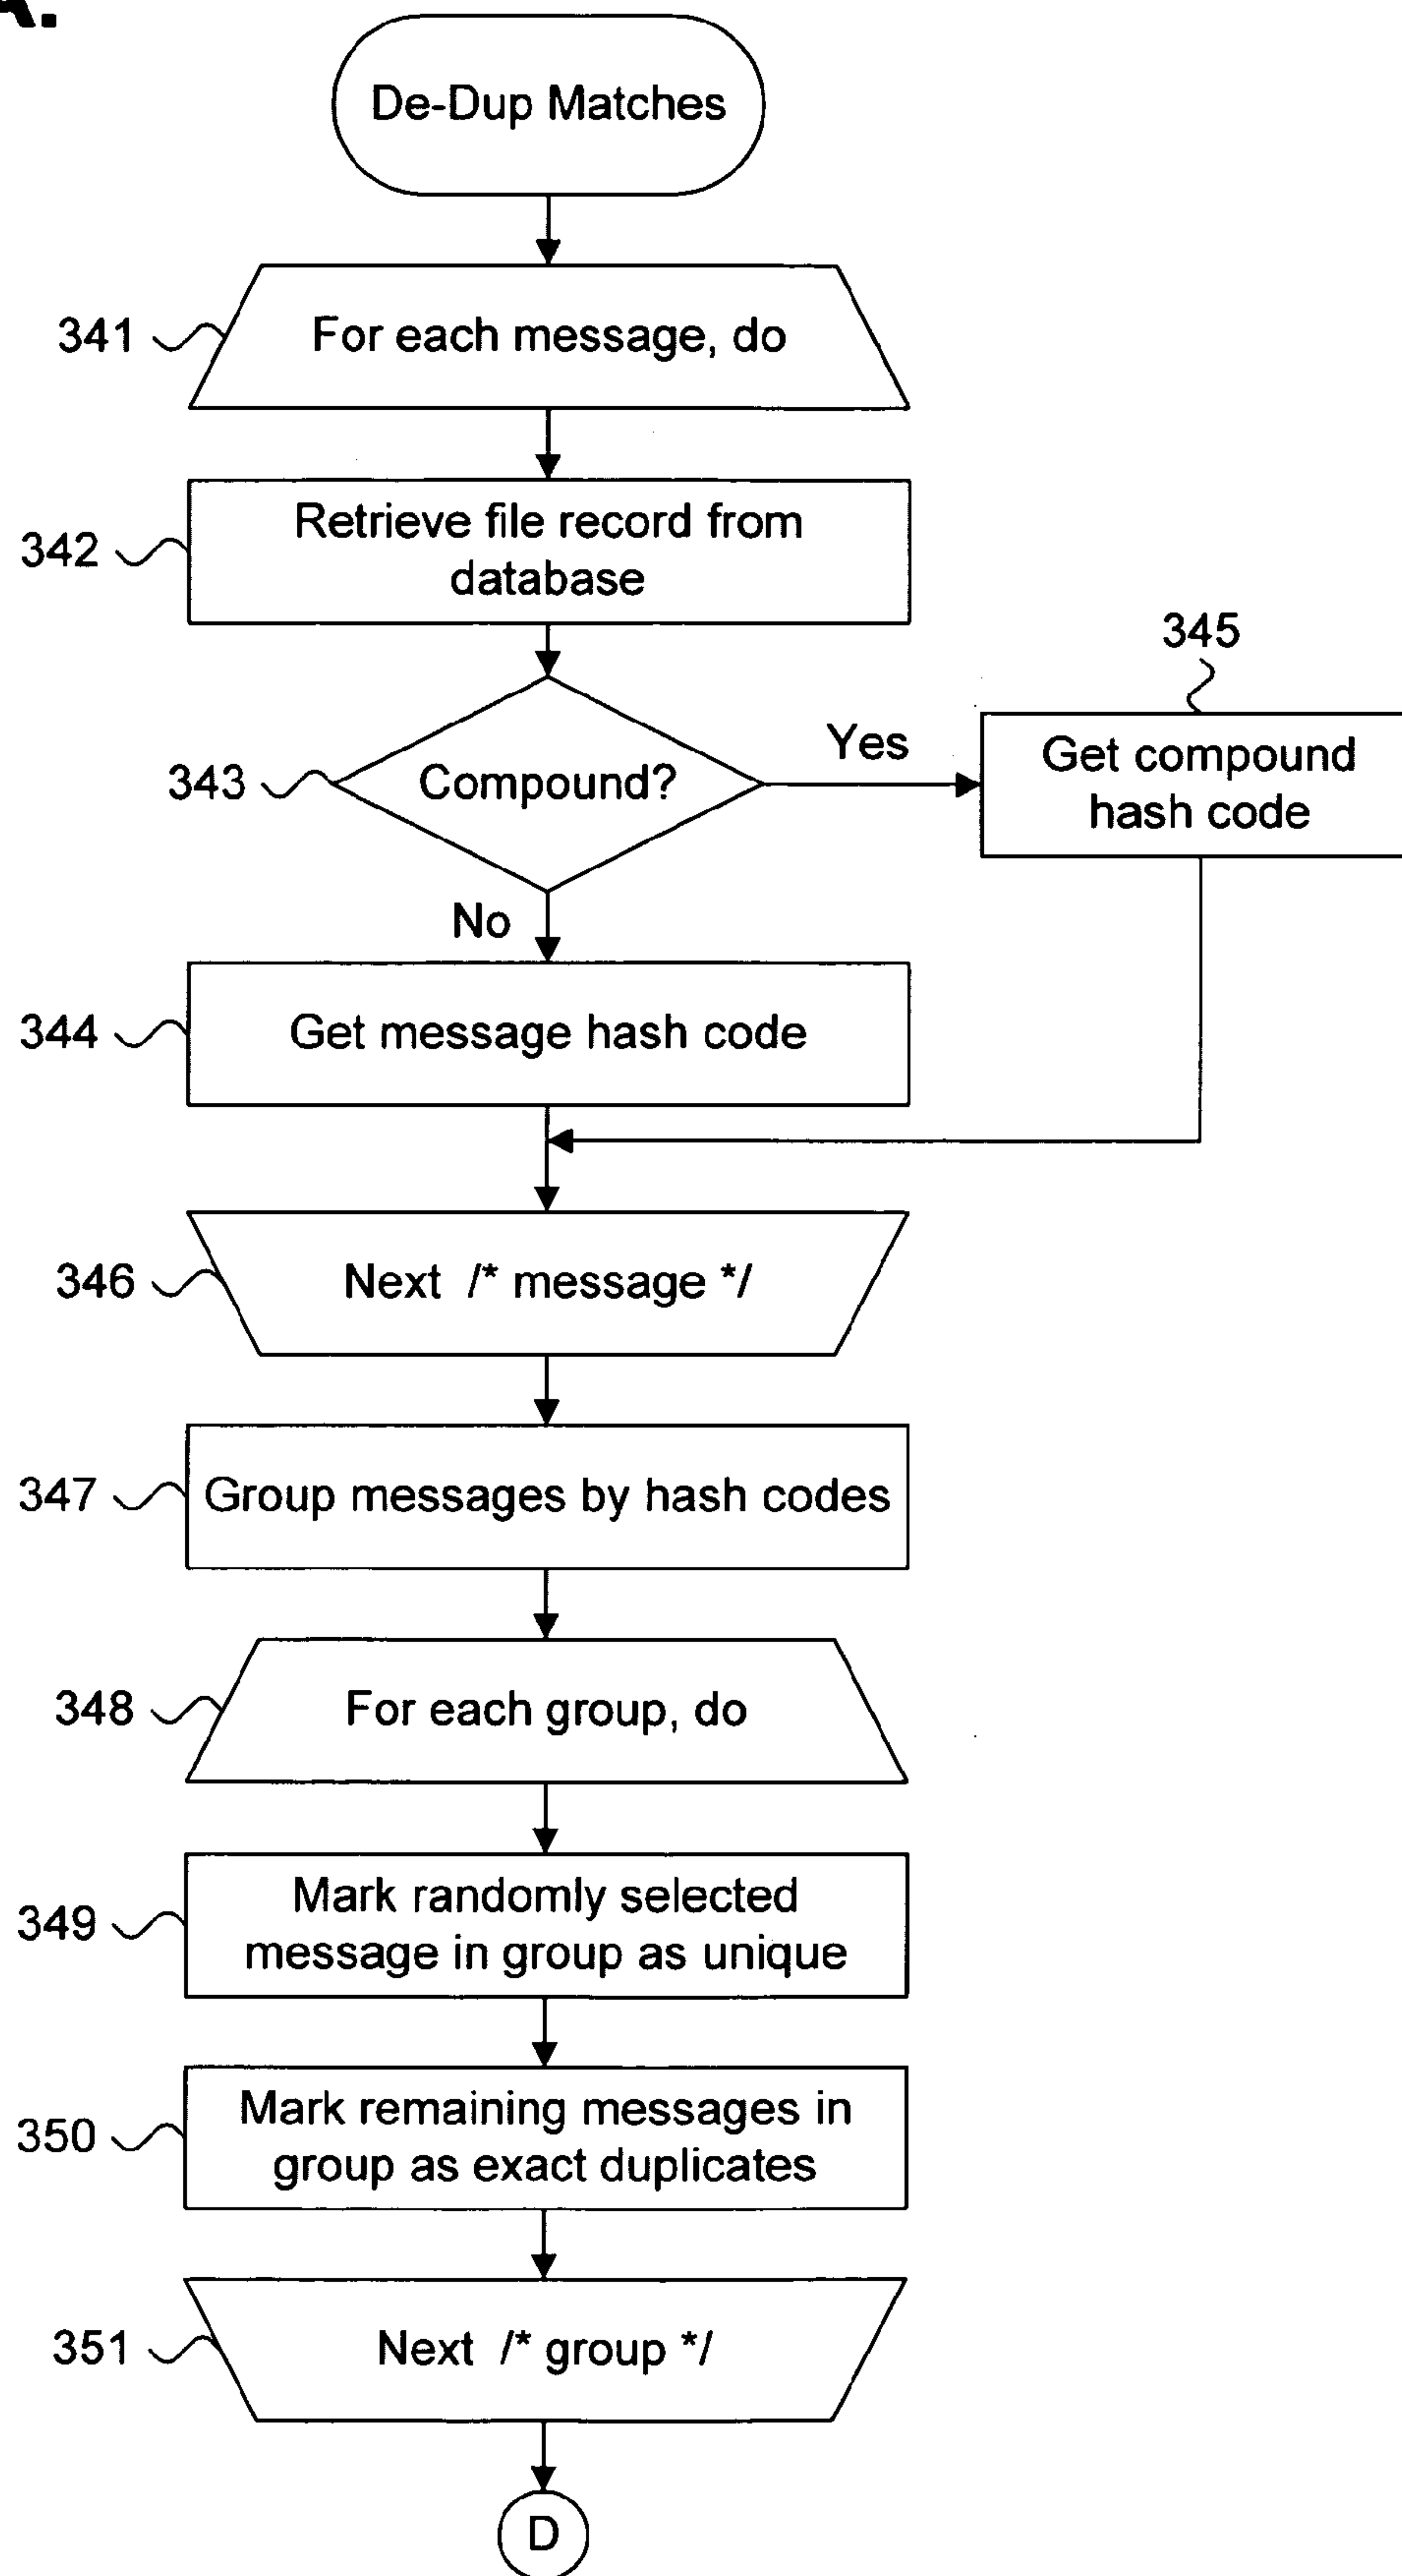 A.
De-Dup Matches
341
For each message, do
342
Retrieve file record from
database
345
343
Compound?
Yes
Get compound
hash code
No
344
Get message hash code
346
Next /* message */
347
Group messages by hash codes
348
For each group, do
349
Mark randomly selected
message in group as unique
350
Mark remaining messages in
group as exact duplicates
351
Next /* group */
D